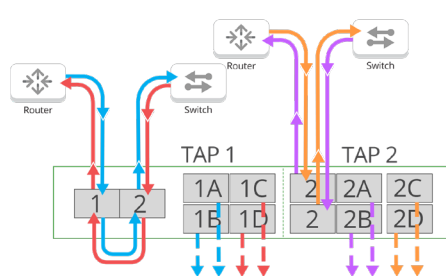 Router
Switch
Router
Switch
TAP 1
TAP 2
1 2
1A 1C
1B 1D
2 2A 2C
2 2B 2D